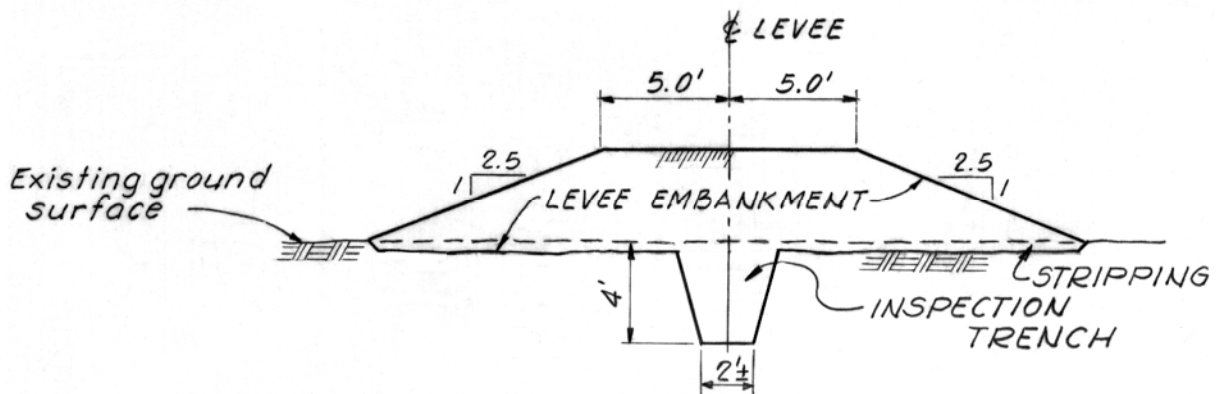 ℄ LEVEE
5.0' 5.0'
2.5
1
2.5
1
Existing ground
surface
LEVEE EMBANKMENT
STRIPPING
4'
INSPECTION
TRENCH
2'±